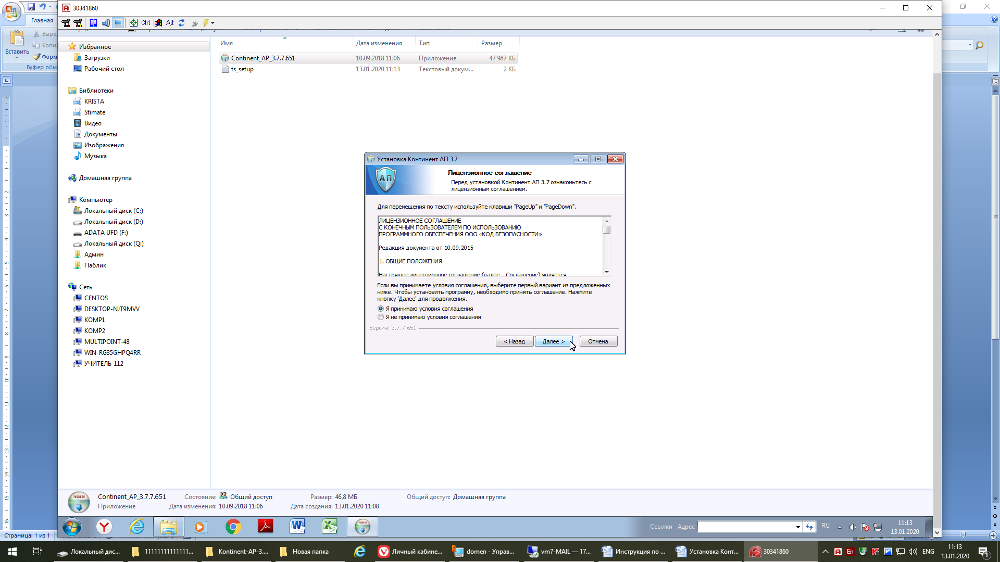 30341860
Главная
Ctrl
Alt
Вставить
Буфер
Имя
Дата изменения
Тип
Размер
Избранное
Загрузки
Рабочий стол
Continent_AP_3.7.7.651
10.09.2018 11:06
Приложение
47 987 КБ
ts_setup
13.01.2020 11:13
Текстовый докум...
2 КБ
Библиотеки
KRISTA
Stimate
Видео
Документы
Изображения
Музыка
Домашняя группа
Компьютер
Локальный диск (C:)
Локальный диск (D:)
ADATA UFD (F:)
Локальный диск (Q:)
Админ
Паблик
Сеть
CENTOS
DESKTOP-NJT9MVV
KOMP1
KOMP2
MULTIPOINT-48
WIN-RG35GHPQ4RR
УЧИТЕЛЬ-112
Установка Континент АП 3.7
АП
Лицензионное соглашение
Перед установкой Континент АП 3.7 ознакомьтесь с
лицензионным соглашением.
Для перемещения по тексту используйте клавиши "PageUp" и "PageDown".
ЛИЦЕНЗИОННОЕ СОГЛАШЕНИЕ
С КОНЕЧНЫМ ПОЛЬЗОВАТЕЛЕМ ПО ИСПОЛЬЗОВАНИЮ
ПРОГРАММНОГО ОБЕСПЕЧЕНИЯ ООО «КОД БЕЗОПАСНОСТИ»
Редакция документа от 10.09.2015
1. ОБЩИЕ ПОЛОЖЕНИЯ
Настоящее лицензионное соглашение (далее – Соглашение) является
Если вы принимаете условия соглашения, выберите первый вариант из предложенных
ниже. Чтобы установить программу, необходимо принять соглашение. Нажмите
кнопку 'Далее' для продолжения.
Я принимаю условия соглашения
Я не принимаю условия соглашения
Версия: 3.7.7.651
< Назад
Далее >
Отмена
Continent_AP_3.7.7.651
Состояние:
Общий доступ
Размер: 46,8 МБ
Общий доступ: Домашняя группа
Приложение
Дата изменения: 10.09.2018 11:06
Дата создания: 13.01.2020 11:08
Ссылки
Адрес
RU
11:13
13.01.2020
Страница: 1 из 1
Локальный дис...
11111111111111...
Kontinent-AP-3....
Новая папка
Личный кабине...
domen - Управ...
vm7-MAIL — 17...
Инструкция по ...
Установка Конт...
30341860
En
ENG
11:13
13.01.2020
1